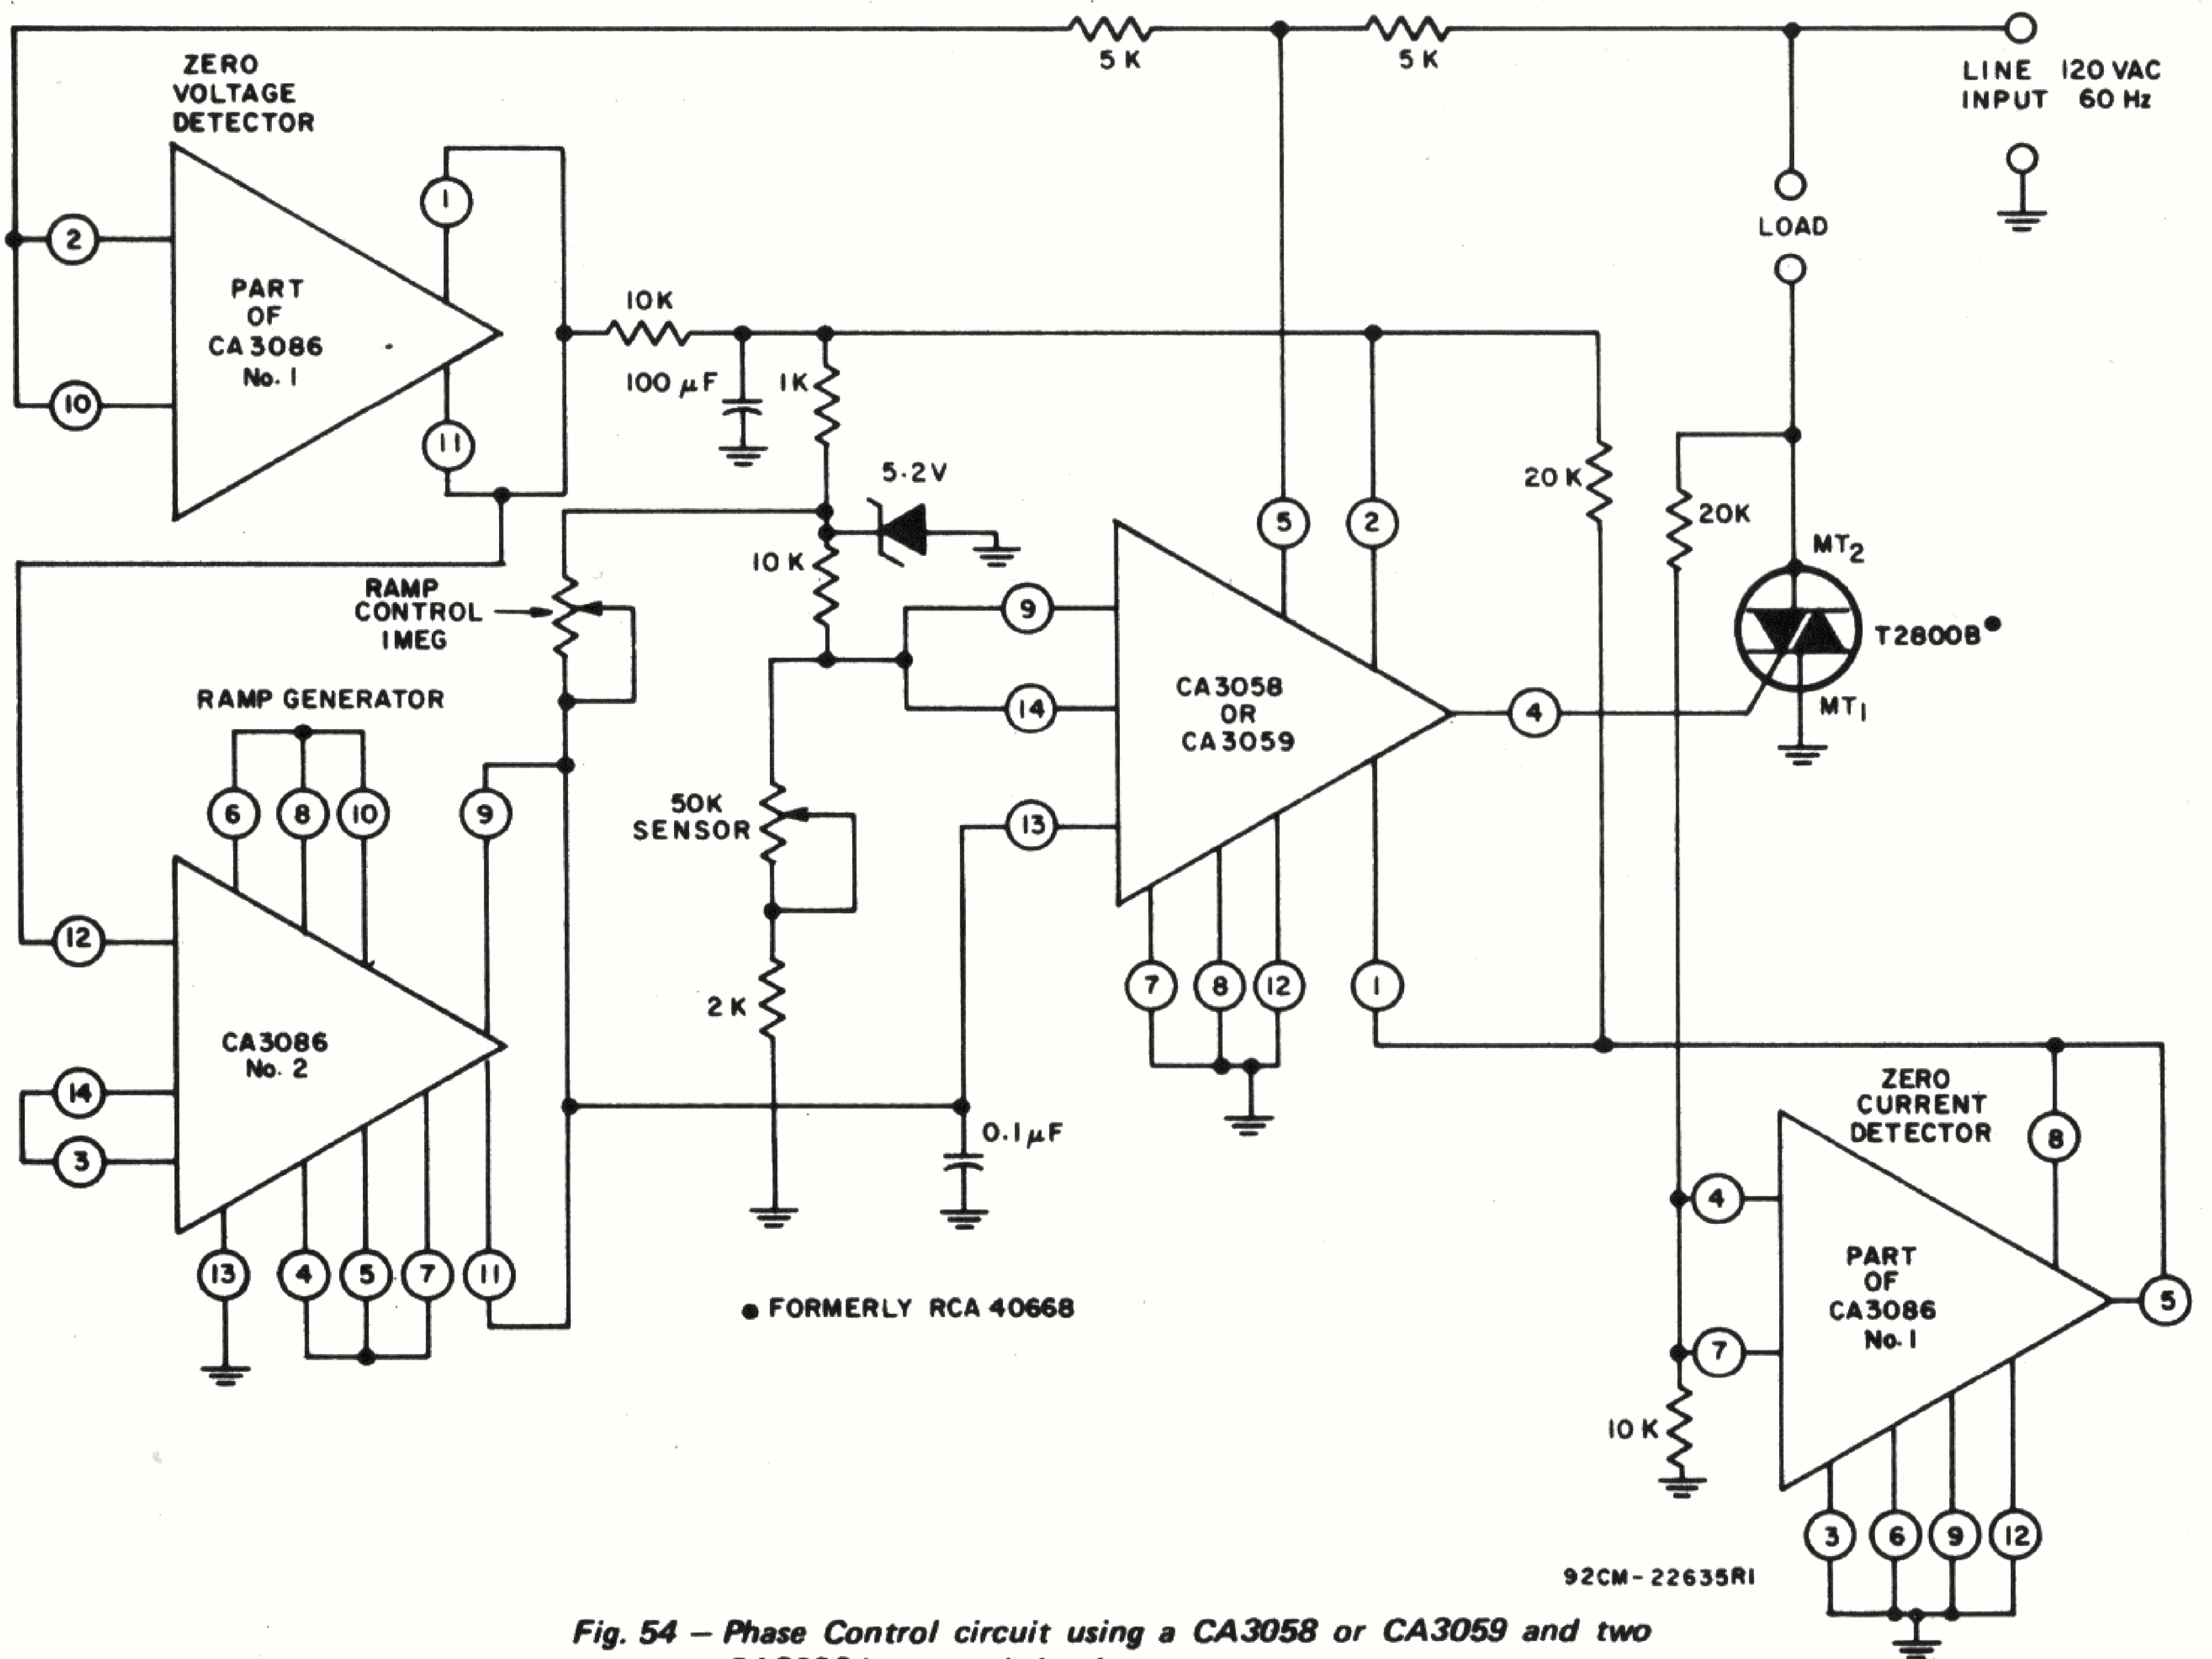 5 K
5 K
LINE 120 VAC
INPUT 60 Hz
ZERO
VOLTAGE
DETECTOR
1
2
PART
OF
CA3086
No. 1
10
11
LOAD
10K
100 µF
1K
5.2V
10 K
5
2
20 K
20K
MT2
T2800B●
MT1
RAMP
CONTROL
1MEG
9
14
13
CA3058
OR
CA3059
4
RAMP GENERATOR
6
8
10
9
50K
SENSOR
12
CA3086
No. 2
14
3
2 K
7
8
12
1
0.1µF
13
4
5
7
11
ZERO
CURRENT
DETECTOR
8
4
PART
OF
CA3086
No. 1
5
7
● FORMERLY RCA 40668
10 K
3
6
9
12
92CM-22635R1
Fig. 54 — Phase Control circuit using a CA3058 or CA3059 and two